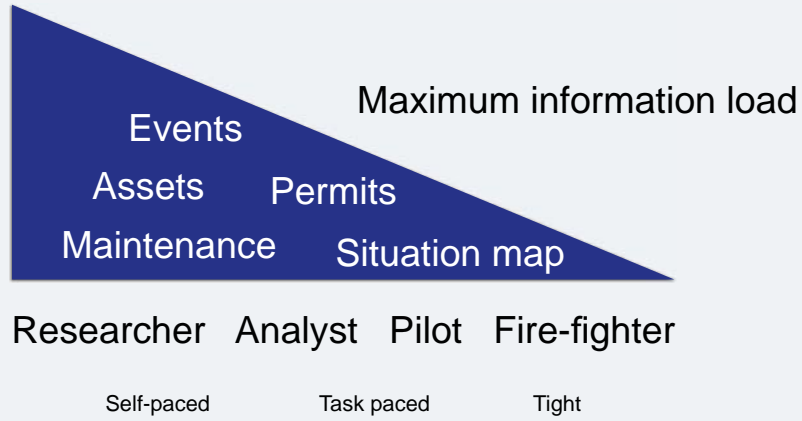 Maximum information load
Events
Assets Permits
Maintenance Situation map
Researcher Analyst Pilot Fire-fighter
Self-paced Task paced Tight